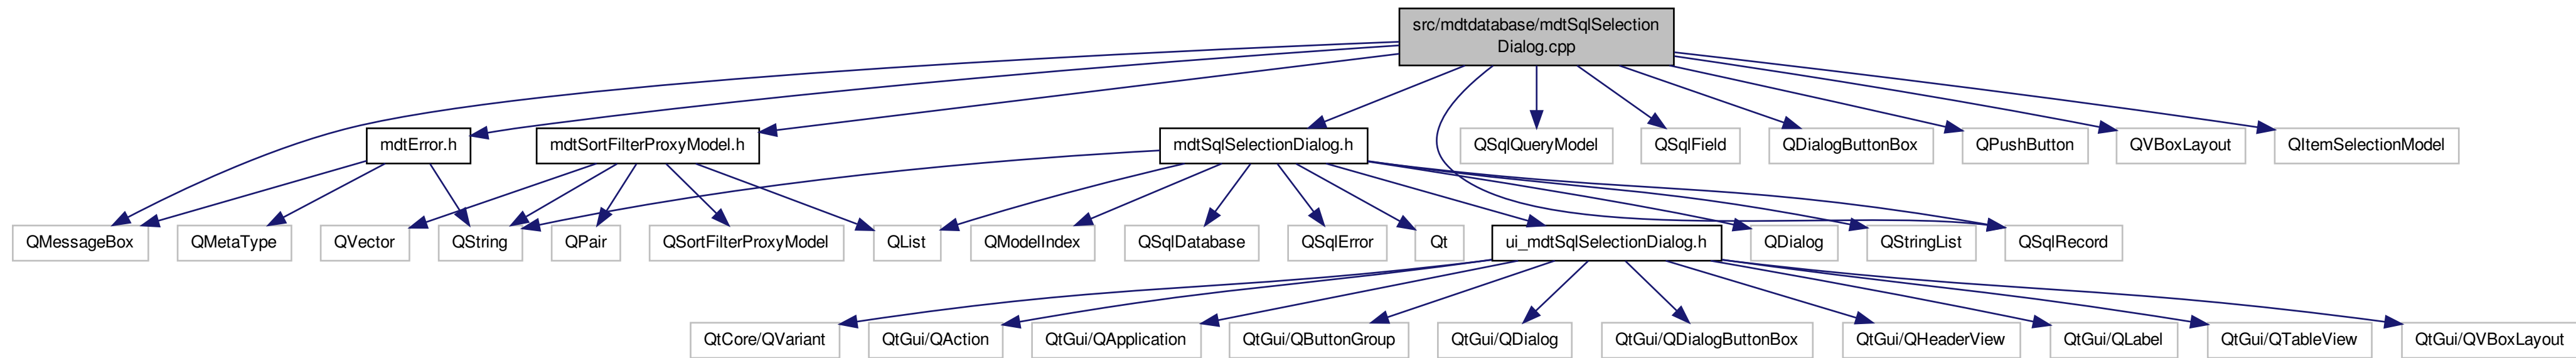 src/mdtdatabase/mdtSqlSelection
Dialog.cpp
mdtError.h
mdtSortFilterProxyModel.h
mdtSqlSelectionDialog.h
QSqlQueryModel
QSqlField
QDialogButtonBox
QPushButton
QVBoxLayout
QItemSelectionModel
QMessageBox
QMetaType
QVector
QString
QPair
QSortFilterProxyModel
QList
QModelIndex
QSqlDatabase
QSqlError
Qt
ui_mdtSqlSelectionDialog.h
QDialog
QStringList
QSqlRecord
QtCore/QVariant
QtGui/QAction
QtGui/QApplication
QtGui/QButtonGroup
QtGui/QDialog
QtGui/QDialogButtonBox
QtGui/QHeaderView
QtGui/QLabel
QtGui/QTableView
QtGui/QVBoxLayout